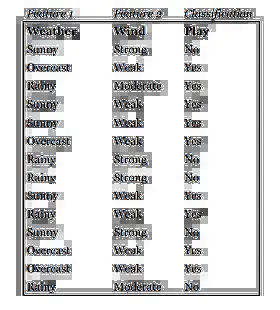 Feature 1 Feature 2 Classification
Weather Wind Play
Sunny Strong No
Overcast Weak Yes
Rainy Moderate Yes
Sunny Weak Yes
Sunny Weak Yes
Overcast Weak Yes
Rainy Strong No
Rainy Strong No
Sunny Weak Yes
Rainy Weak Yes
Sunny Strong No
Overcast Weak Yes
Overcast Weak Yes
Rainy Moderate No